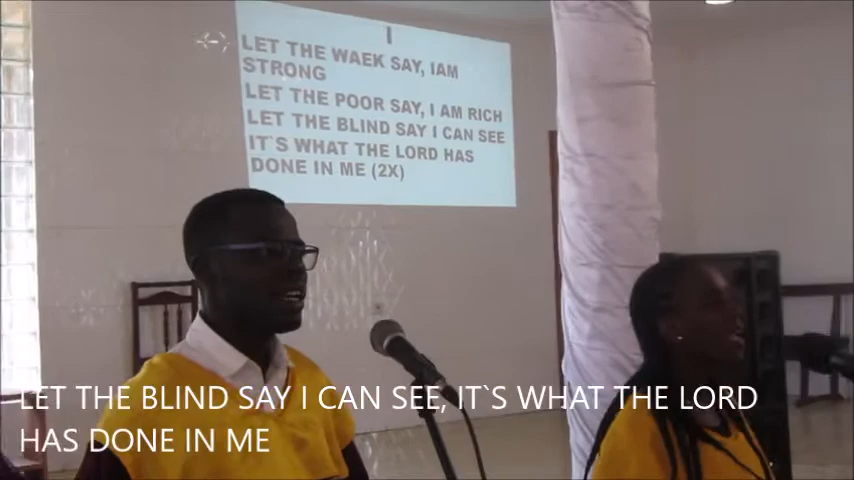 I
LET THE WAEK SAY, IAM
STRONG
LET THE POOR SAY, I AM RICH
LET THE BLIND SAY I CAN SEE
IT`S WHAT THE LORD HAS
DONE IN ME (2X)
LET THE BLIND SAY I CAN SEE, IT`S WHAT THE LORD
HAS DONE IN ME